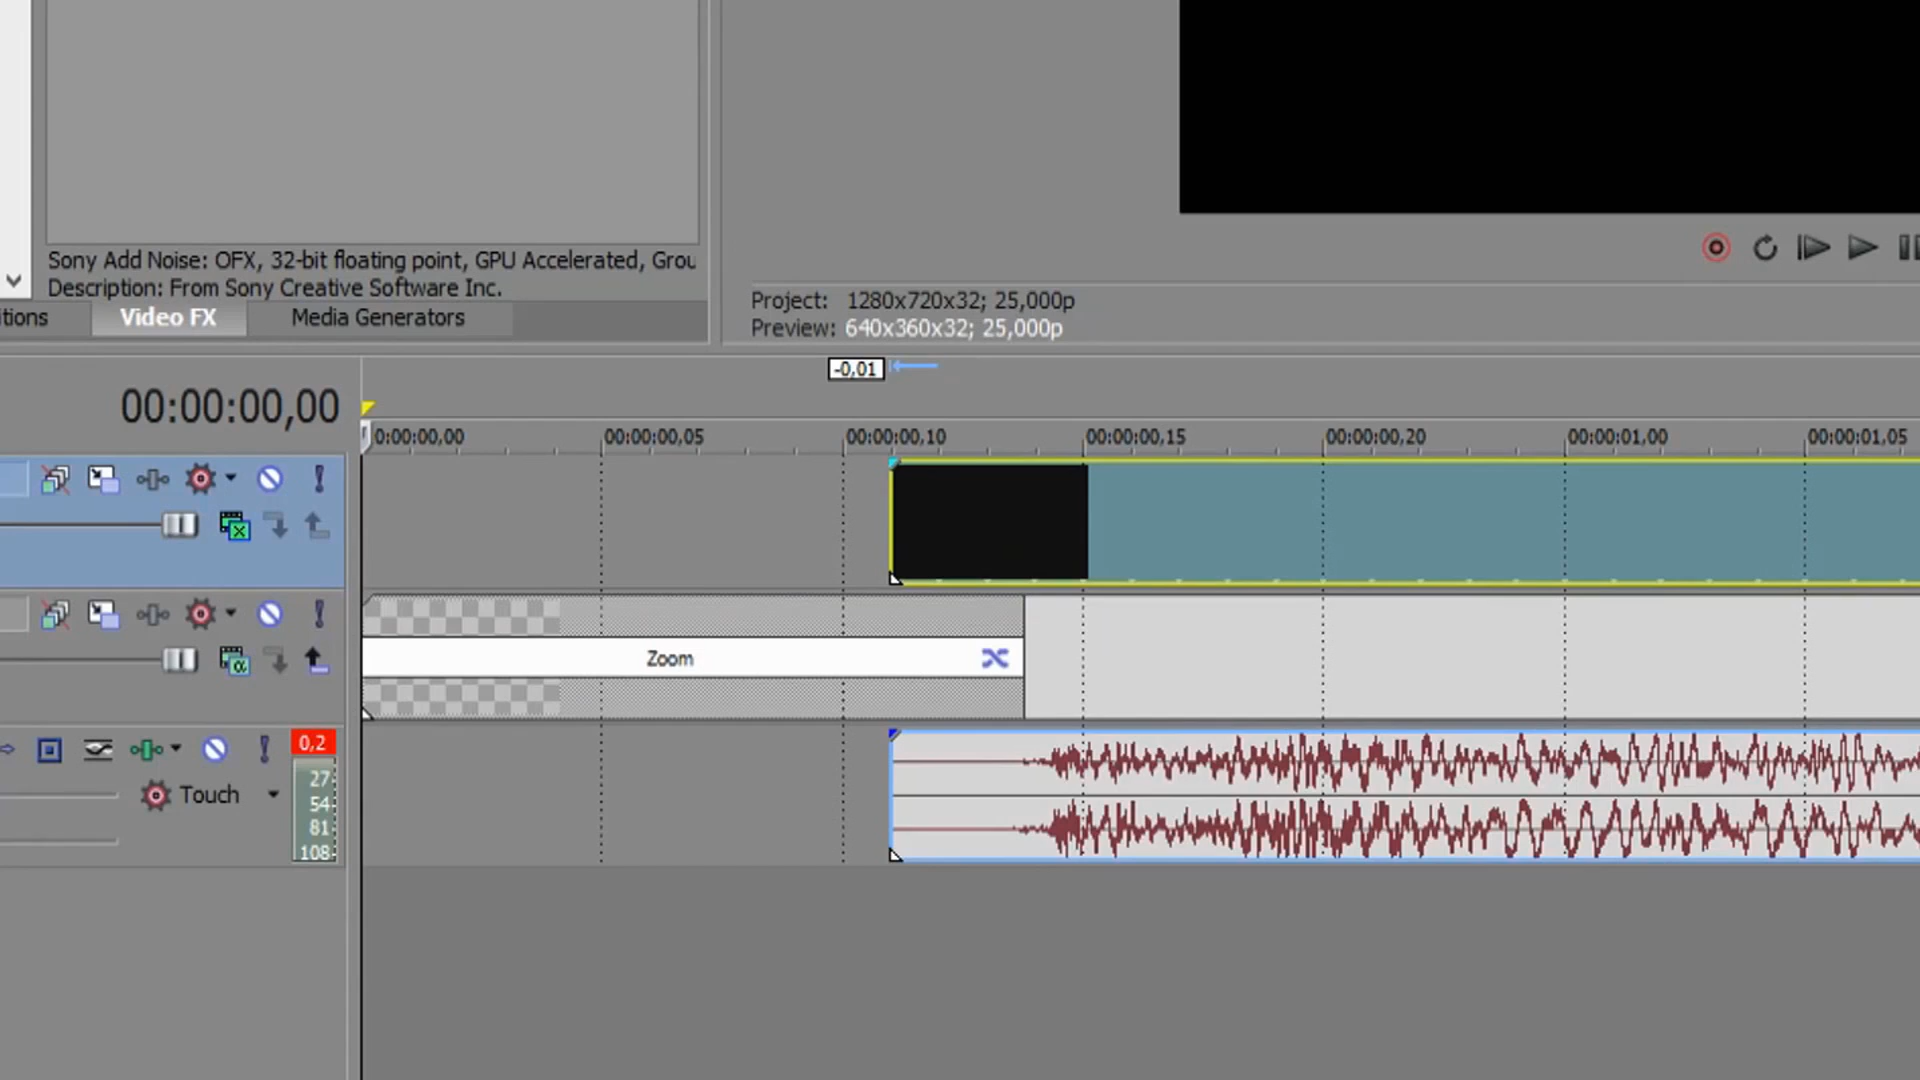 Sony Add Noise: OFX, 32-bit floating point, GPU Accelerated, Grou
Description: From Sony Creative Software Inc.
itions Video FX Media Generators
Project: 1280x720x32; 25,000p
Preview: 640x360x32; 25,000p
-0,01
00:00:00,00
0:00:00,00 00:00:00,05 00:00:00,10 00:00:00,15 00:00:00,20 00:00:01,00 00:00:01,05
Zoom
0,2
Touch
27
54
81
108